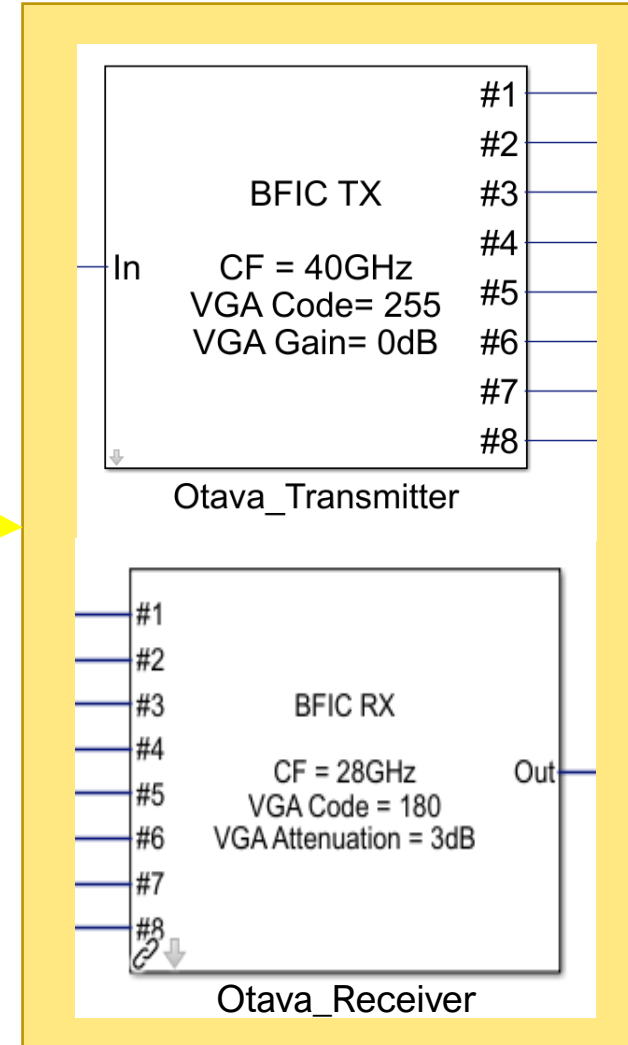 #1
#2
BFIC TX
#3
#4
In
CF = 40GHz
VGA Code= 255
#5
VGA Gain= 0dB
#6
#7
#8
Otava_Transmitter
#1
#2
#3
BFIC RX
#4
CF = 28GHz
Out
#5
VGA Code = 180
#6
VGA Attenuation = 3dB
#7
#8
Otava_Receiver